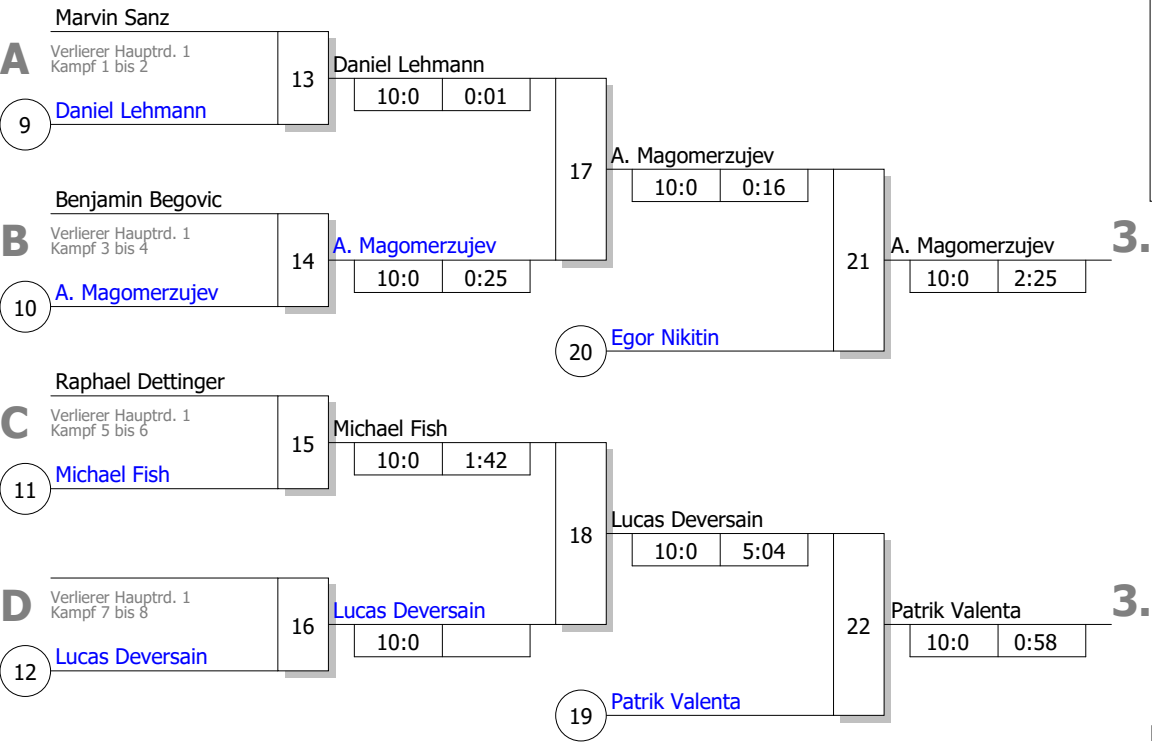 Marvin Sanz
A
Verlierer Hauptrd. 1
Kampf 1 bis 2
13
Daniel Lehmann
10:0 0:01
9
Daniel Lehmann
17
A. Magomerzujev
10:0 0:16
Benjamin Begovic
B
Verlierer Hauptrd. 1
Kampf 3 bis 4
14
A. Magomerzujev
10:0 0:25
10
A. Magomerzujev
21
A. Magomerzujev
10:0 2:25
3.
20
Egor Nikitin
Raphael Dettinger
C
Verlierer Hauptrd. 1
Kampf 5 bis 6
15
Michael Fish
10:0 1:42
11
Michael Fish
18
Lucas Deversain
10:0 5:04
D
Verlierer Hauptrd. 1
Kampf 7 bis 8
16
Lucas Deversain
10:0
12
Lucas Deversain
22
Patrik Valenta
10:0 0:58
3.
19
Patrik Valenta